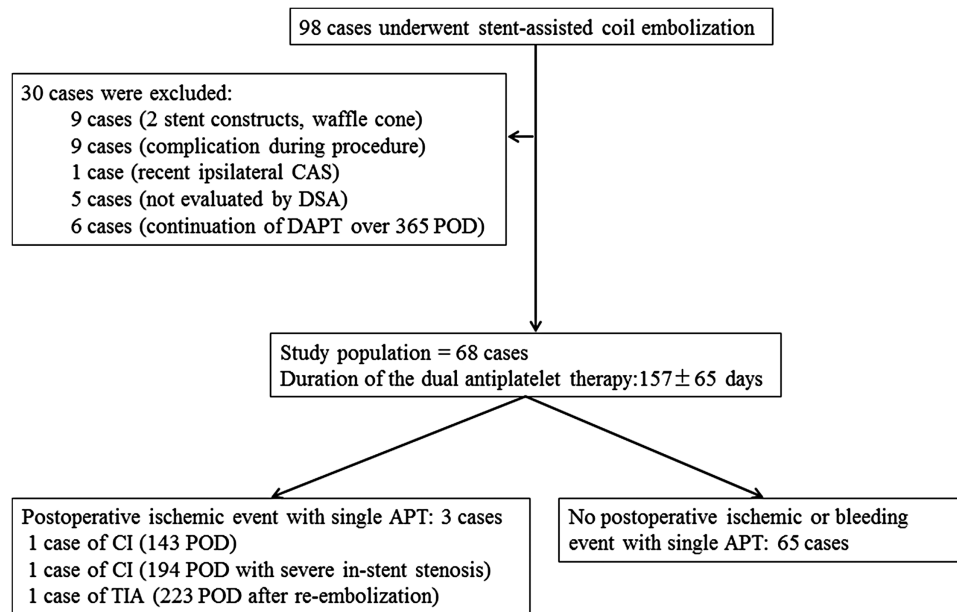 98 cases underwent stent-assisted coil embolization
30 cases were excluded:
9 cases (2 stent constructs, waffle cone)
9 cases (complication during procedure)
1 case (recent ipsilateral CAS)
5 cases (not evaluated by DSA)
6 cases (continuation of DAPT over 365 POD)
Study population = 68 cases
Duration of the dual antiplatelet therapy:157± 65 days
Postoperative ischemic event with single APT: 3 cases
1 case of CI (143 POD)
1 case of CI (194 POD with severe in-stent stenosis)
1 case of TIA (223 POD after re-embolization)
No postoperative ischemic or bleeding
event with single APT: 65 cases